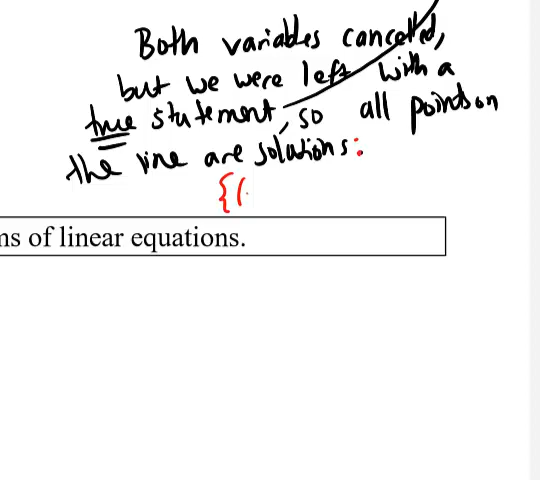 Both variables cancelled,
but we were left with a
true statement, so all points on
the line are solutions:
{(
ns of linear equations.